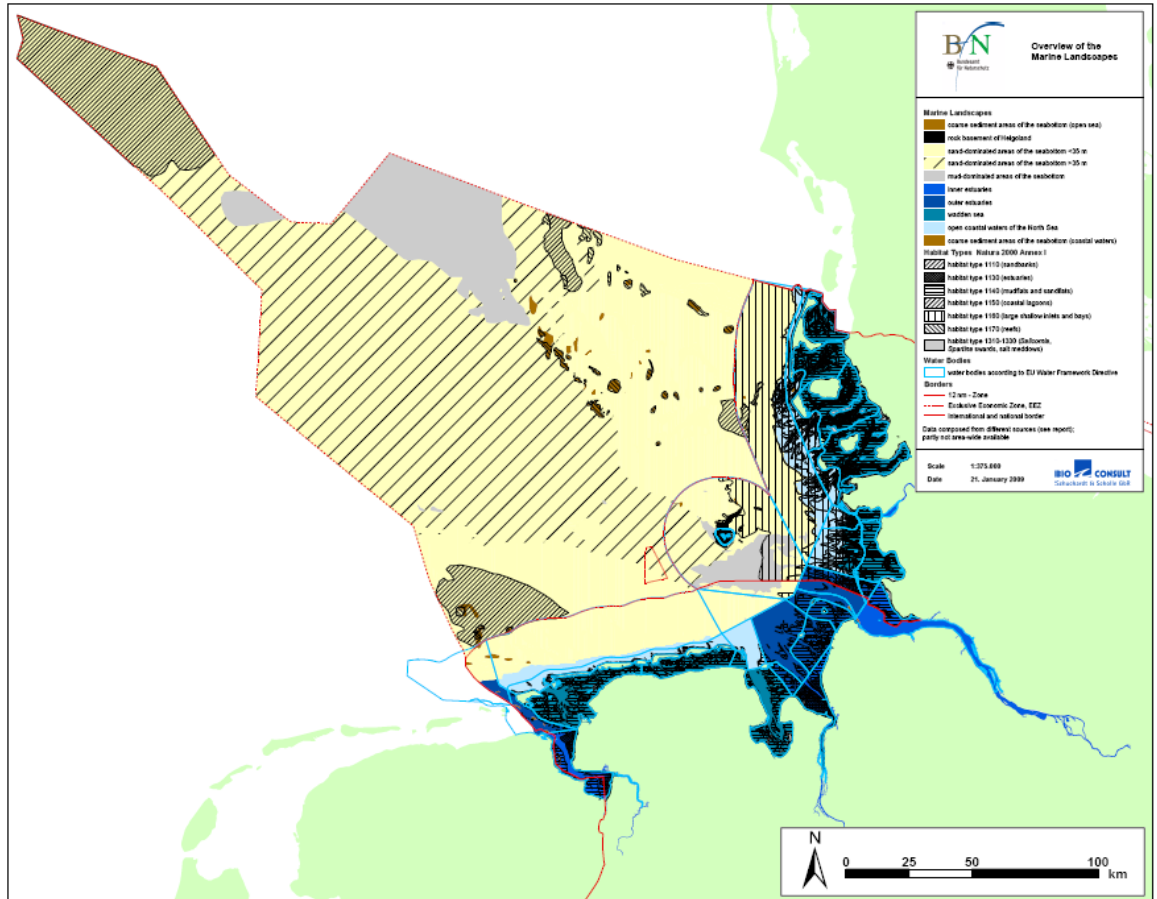 BfN
Bundesamt
für Naturschutz
Overview of the
Marine Landscapes
Marine Landscapes
coarse sediment areas of the seabottom (open sea)
rock basement of Helgoland
sand-dominated areas of the seabottom <35 m
sand-dominated areas of the seabottom >35 m
mud-dominated areas of the seabottom
inner estuaries
outer estuaries
wadden sea
open coastal waters of the North Sea
coarse sediment areas of the seabottom (coastal waters)
Habitat Types Natura 2000 Annex I
habitat type 1110 (sandbanks)
habitat type 1130 (estuaries)
habitat type 1140 (mudflats and sandflats)
habitat type 1150 (coastal lagoons)
habitat type 1160 (large shallow inlets and bays)
habitat type 1170 (reefs)
habitat type 1310-1330 (Salicornia,
Spartina swards, salt meadows)
Water Bodies
water bodies according to EU Water Framework Directive
Borders
12 nm - Zone
Exclusive Economic Zone, EEZ
international and national border
Data composed from different sources (see report);
partly not area-wide available
Scale 1:375.000
Date 21. January 2009
BIO CONSULT
Schuchardt & Scholle GbR
N
0 25 50 100
km